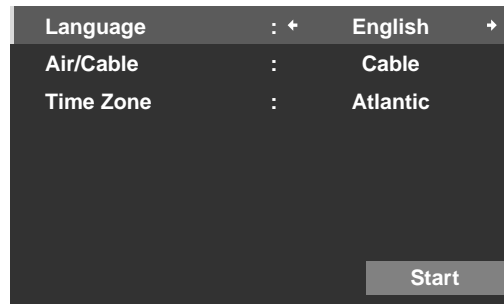 Language : English
Air/Cable : Cable
Time Zone : Atlantic
Start